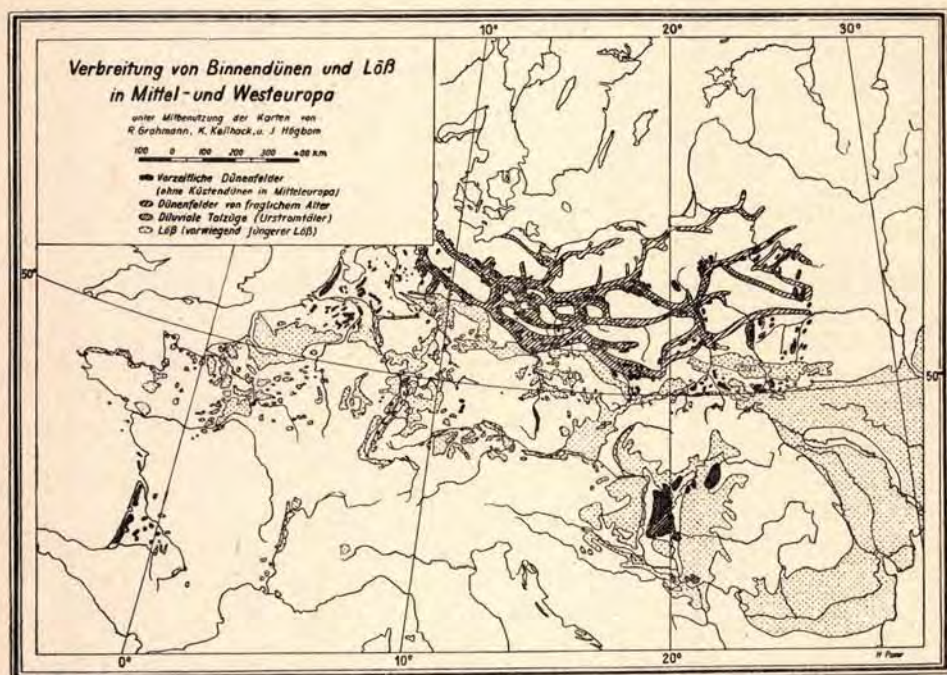 10° 20° 30°
Verbreitung von Binnendünen und Löß
in Mittel- und Westeuropa
unter Mitbenutzung der Karten von
R Grahmann, K. Keilhack, u. J Högbom
100 0 100 200 300 400 Km
Vorzeitliche Dünenfelder
(ohne Küstendünen in Mitteleuropa)
Dünenfelder von fraglichem Alter
Diluviale Talzüge (Urstromtäler)
Löß (vorwiegend jüngerer Löß)
50°
50°
0° 10° 20°
H Poser